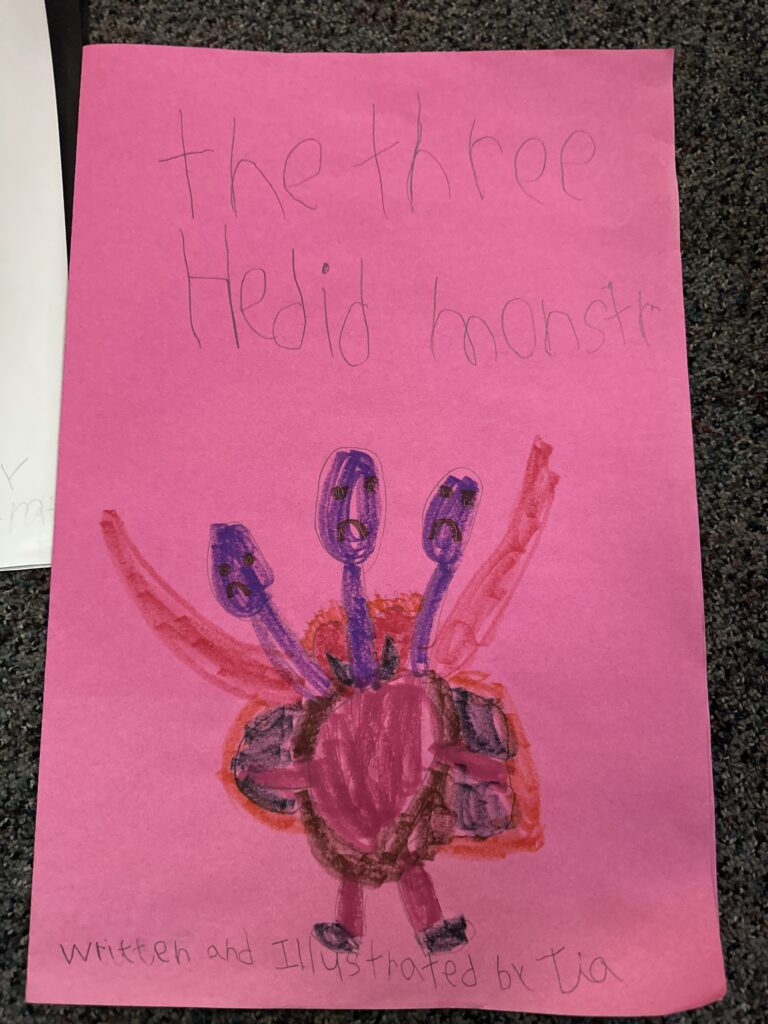 the three
Hedid monstr
written and Illustrated by Tia